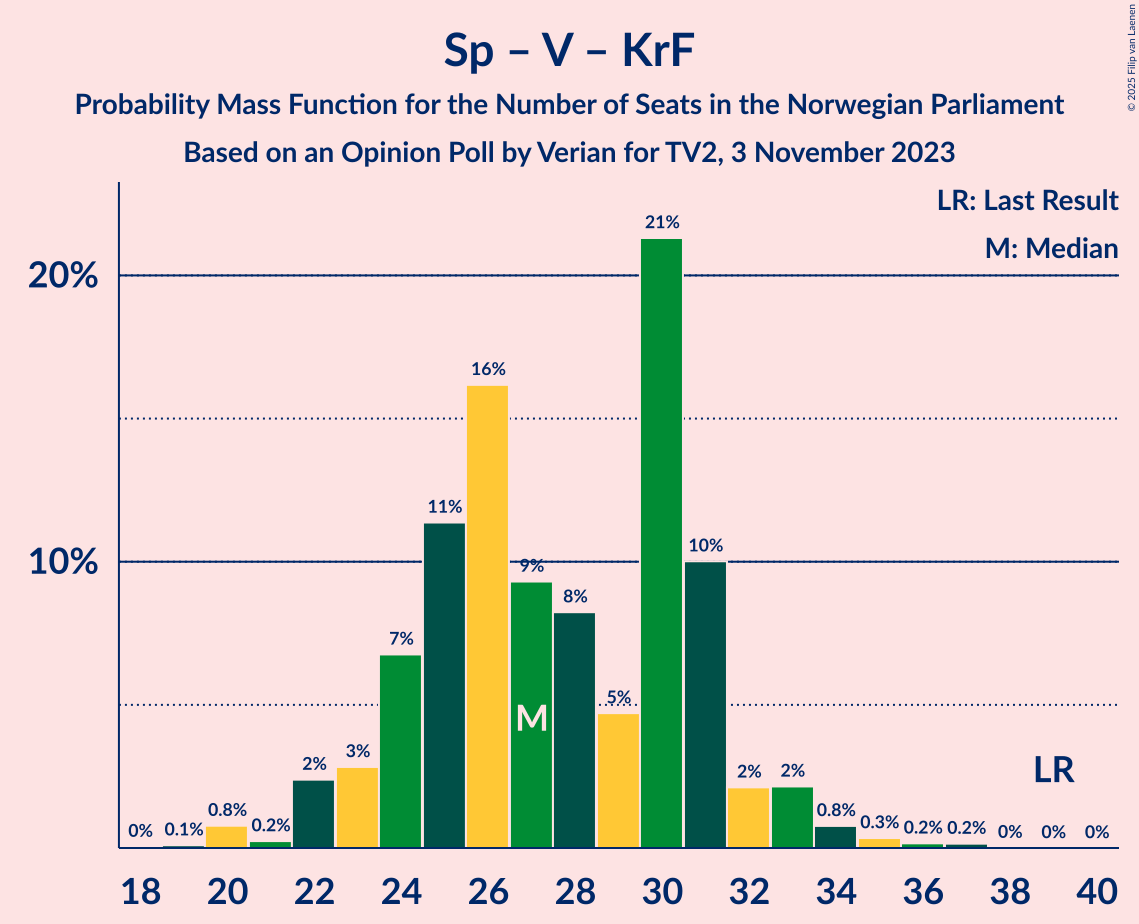 Sp – V – KrF
Probability Mass Function for the Number of Seats in the Norwegian Parliament
Based on an Opinion Poll by Verian for TV2, 3 November 2023
© 2025 Filip van Laenen
LR: Last Result
M: Median
20%
10%
0%
0.1%
0.8%
0.2%
2%
3%
7%
11%
16%
9%
8%
5%
21%
10%
2%
2%
0.8%
0.3%
0.2%
0.2%
0%
0%
0%
M
LR
18 20 22 24 26 28 30 32 34 36 38 40